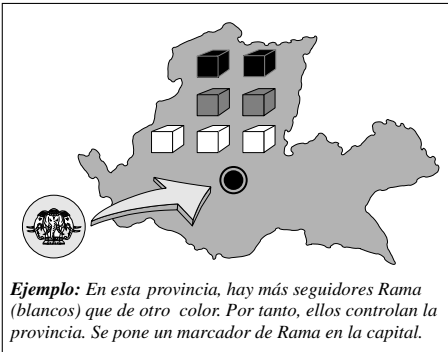 Ejemplo: En esta provincia, hay más seguidores Rama
(blancos) que de otro color. Por tanto, ellos controlan la
provincia. Se pone un marcador de Rama en la capital.